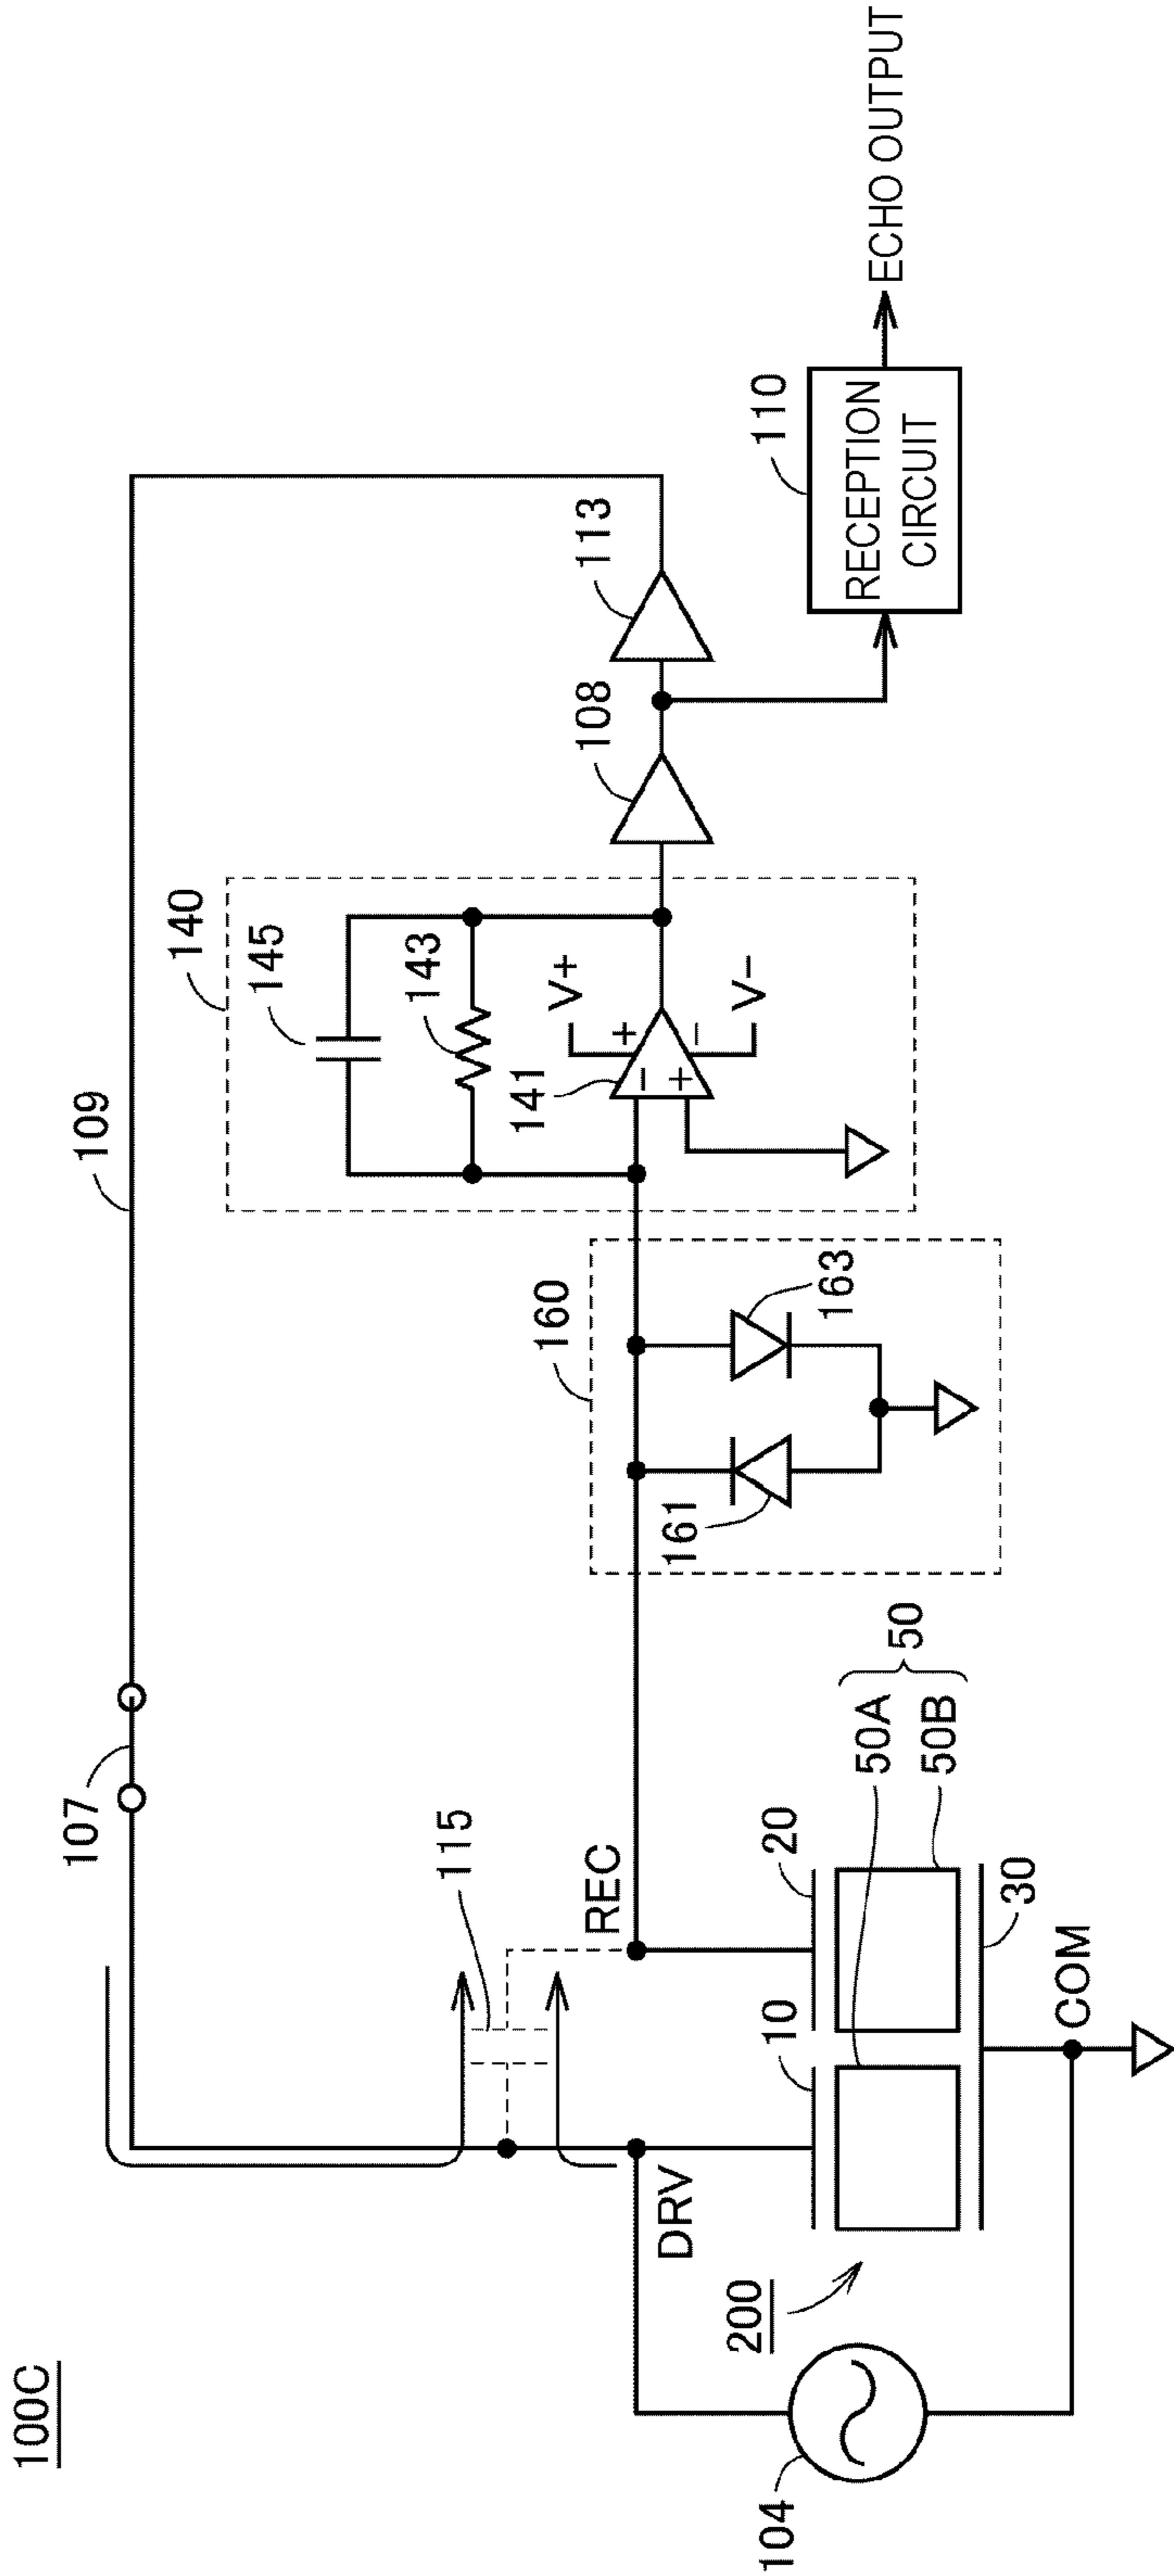 100C
107
109
115
REC
DRV
104
200
10
20
50A
50B
50
30
COM
160
161
163
140
145
143
141
V+
V−
−
+
+
−
108
113
110
RECEPTION
CIRCUIT
ECHO OUTPUT